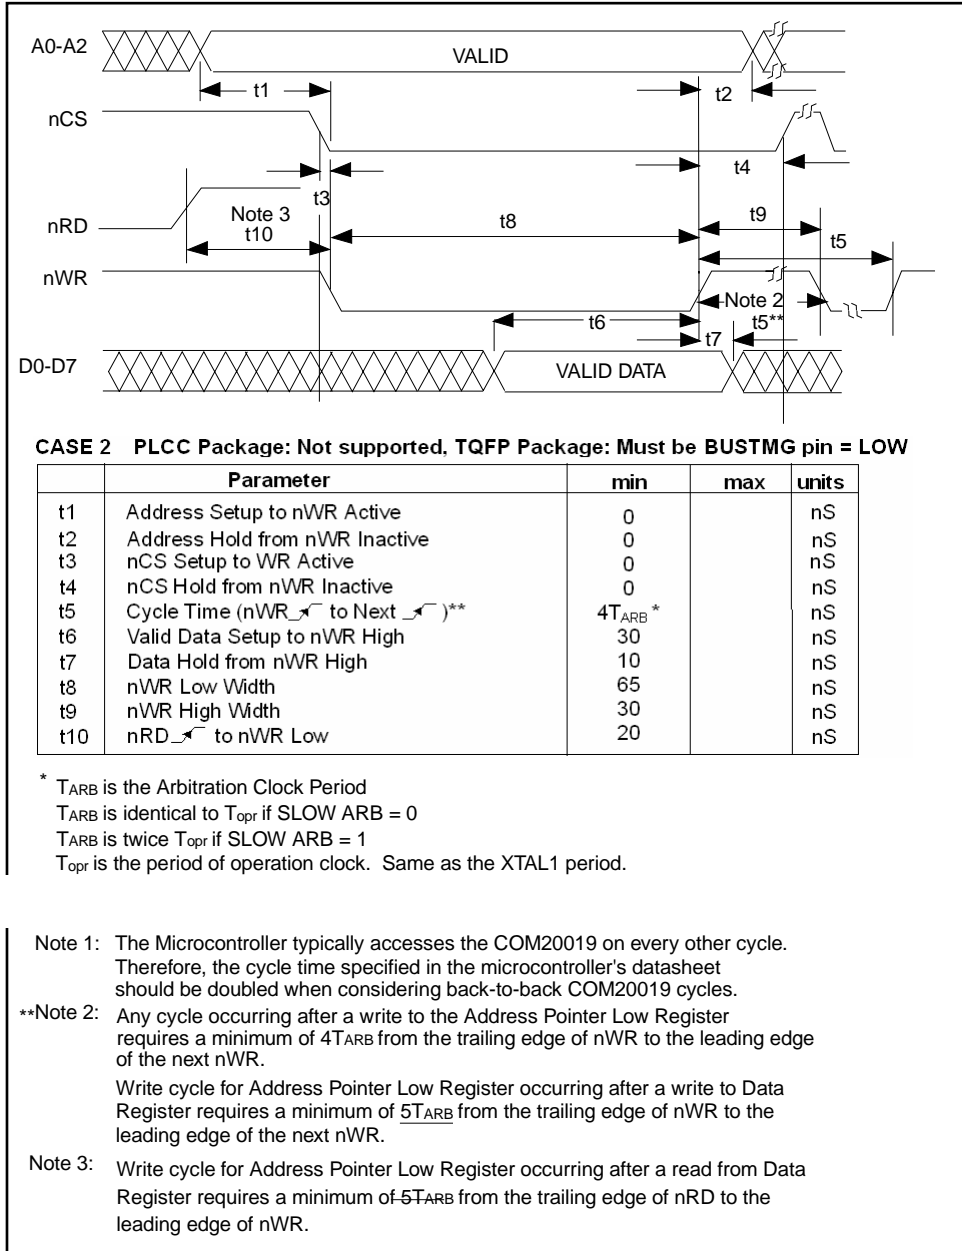 A0-A2
VALID
t1
t2
nCS
t4
t3
nRD
Note 3
t10
t8
t9
t5
nWR
Note 2
t5**
t6
t7
D0-D7
VALID DATA
CASE 2 PLCC Package: Not supported, TQFP Package: Must be BUSTMG pin = LOW
Parameter min max units
t1 Address Setup to nWR Active 0 nS
t2 Address Hold from nWR Inactive 0 nS
t3 nCS Setup to WR Active 0 nS
t4 nCS Hold from nWR Inactive 0 nS
t5 Cycle Time (nWR to Next )** 4TARB* nS
t6 Valid Data Setup to nWR High 30 nS
t7 Data Hold from nWR High 10 nS
t8 nWR Low Width 65 nS
t9 nWR High Width 30 nS
t10 nRD to nWR Low 20 nS
* TARB is the Arbitration Clock Period
TARB is identical to Topr if SLOW ARB = 0
TARB is twice Topr if SLOW ARB = 1
Topr is the period of operation clock. Same as the XTAL1 period.
Note 1: The Microcontroller typically accesses the COM20019 on every other cycle.
Therefore, the cycle time specified in the microcontroller's datasheet
should be doubled when considering back-to-back COM20019 cycles.
**Note 2: Any cycle occurring after a write to the Address Pointer Low Register
requires a minimum of 4TARB from the trailing edge of nWR to the leading edge
of the next nWR.
Write cycle for Address Pointer Low Register occurring after a write to Data
Register requires a minimum of 5TARB from the trailing edge of nWR to the
leading edge of the next nWR.
Note 3: Write cycle for Address Pointer Low Register occurring after a read from Data
Register requires a minimum of 5TARB from the trailing edge of nRD to the
leading edge of nWR.